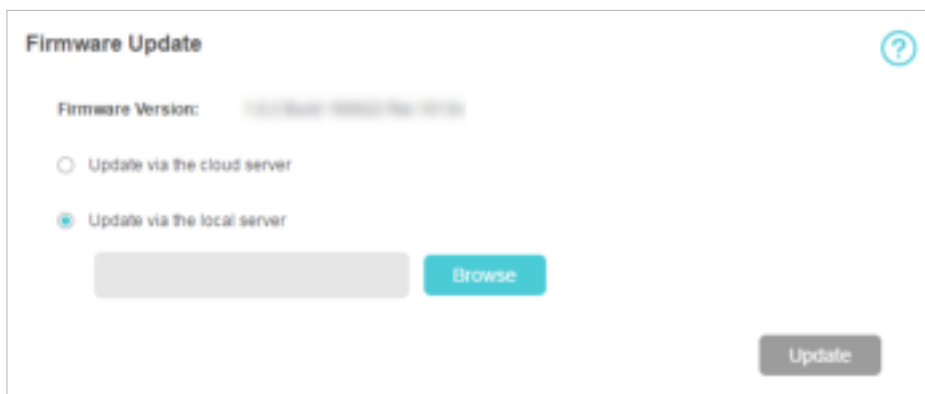 Firmware Update
?
Firmware Version:
Update via the cloud server
Update via the local server
Browse
Update